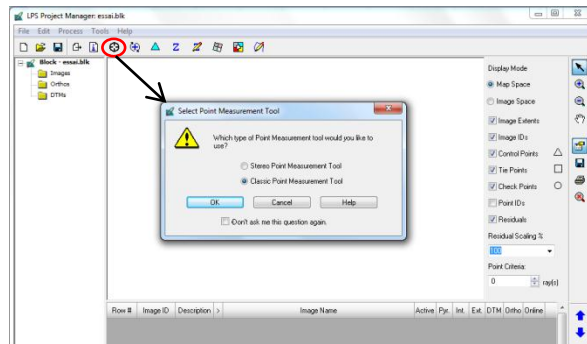 LPS Project Manager: essai.blk
File Edit Process Tools Help
Z
Block - essai.blk
Images
Orthos
DTMs
Select Point Measurement Tool
Which type of Point Measurement tool would you like to
use?
Stereo Point Measurement Tool
Classic Point Measurement Tool
OK Cancel Help
Don't ask me this question again.
Display Mode
Map Space
Image Space
Image Extents
Image IDs
Control Points
Tie Points
Check Points
Point IDs
Residuals
Residual Scaling %
100
Point Criteria:
0 ray(s)
Row # Image ID Description > Image Name Active Pyr. Int. Ext. DTM Ortho Online